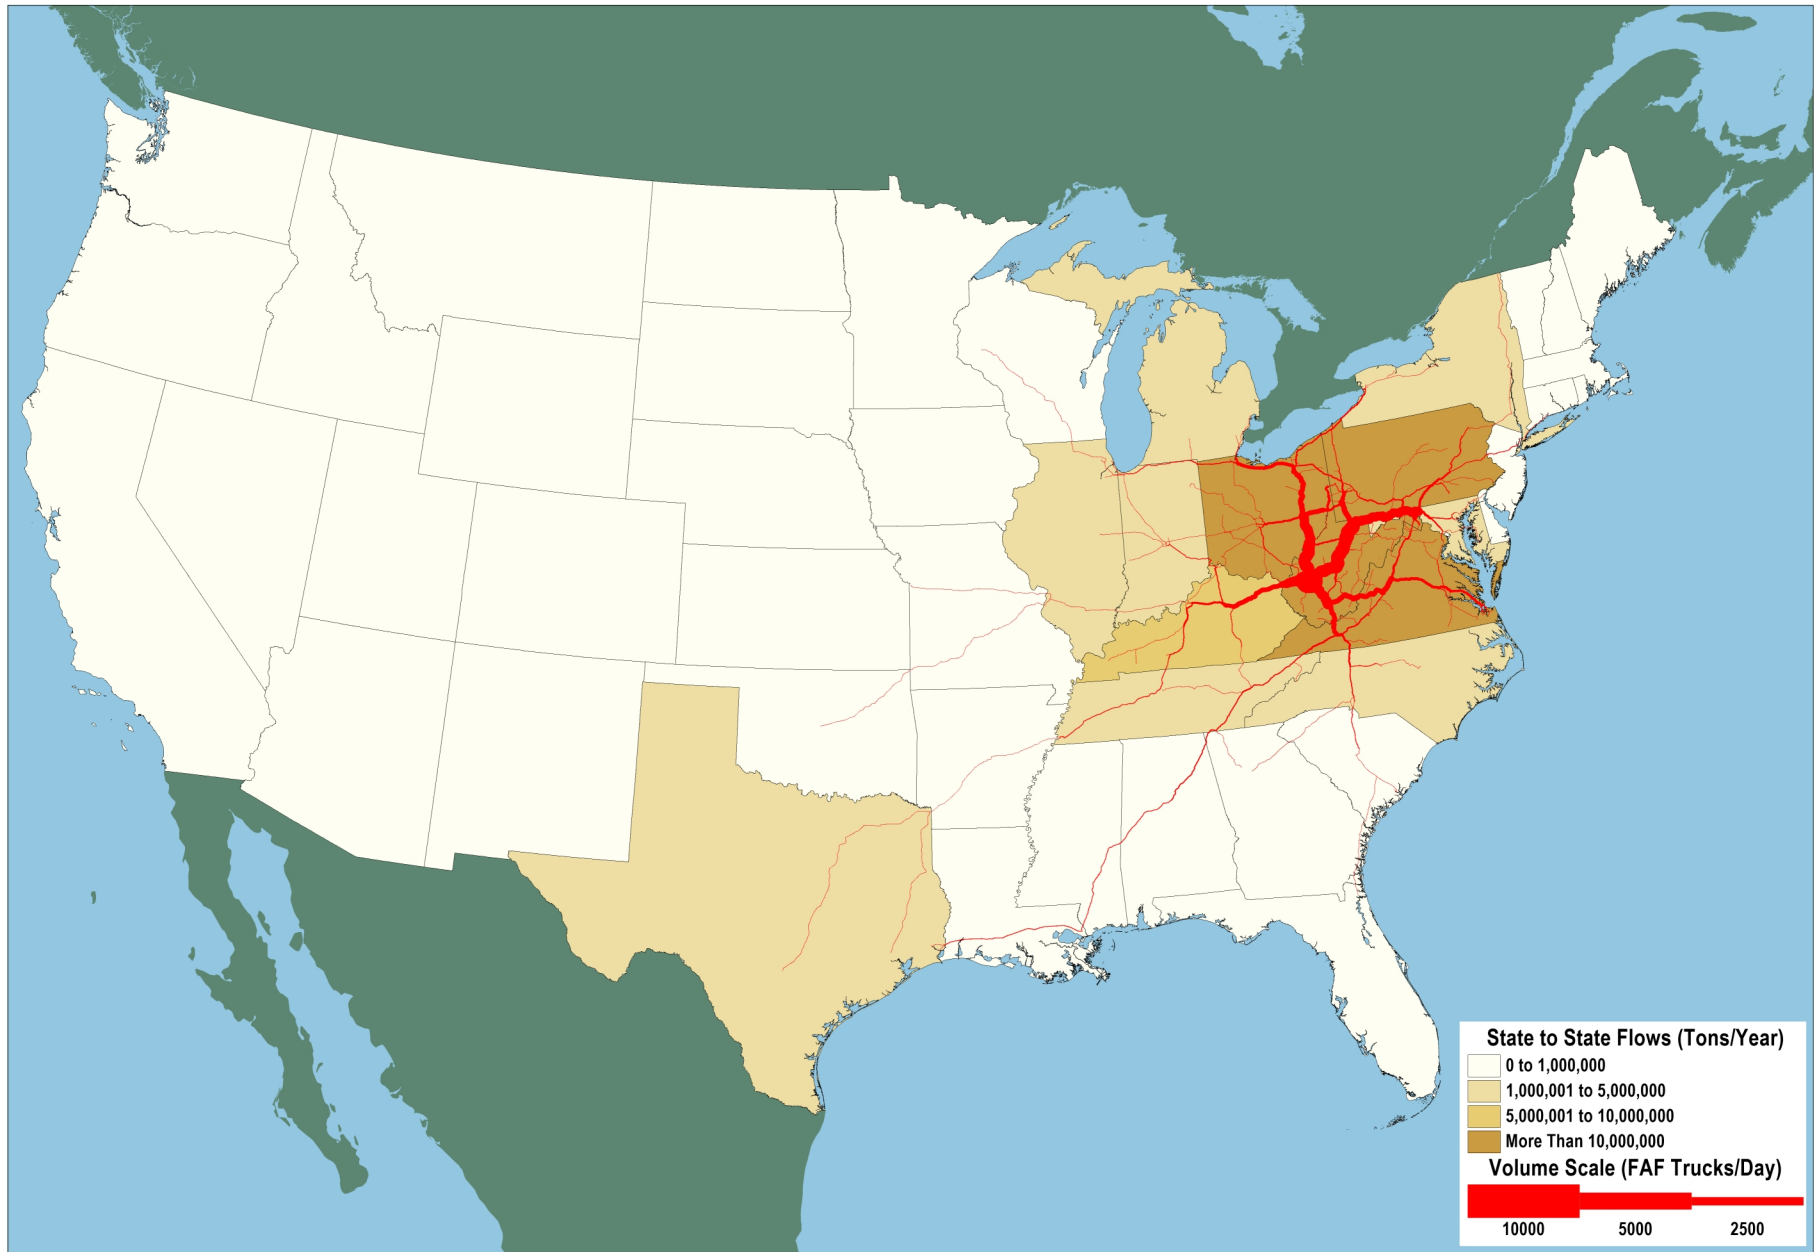 State to State Flows (Tons/Year)
0 to 1,000,000
1,000,001 to 5,000,000
5,000,001 to 10,000,000
More Than 10,000,000
Volume Scale (FAF Trucks/Day)
10000 5000 2500